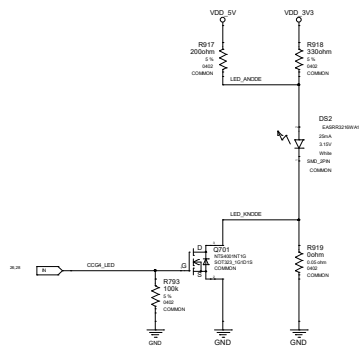 VDD_5V
VDD_3V3
R917
200ohm
5 %
0402
COMMON
R918
330ohm
5 %
0402
COMMON
LED_ANODE
DS2
EASRR3216WA1
25mA
3.15V
White
SMD_2PIN
COMMON
LED_KNODE
D
G
S
Q701
NTS4001NT1G
SOT323_1G1D1S
COMMON
R919
0ohm
0.05 ohm
0402
COMMON
IN
CCG4_LED
R793
100k
5 %
0402
COMMON
GND
GND
GND